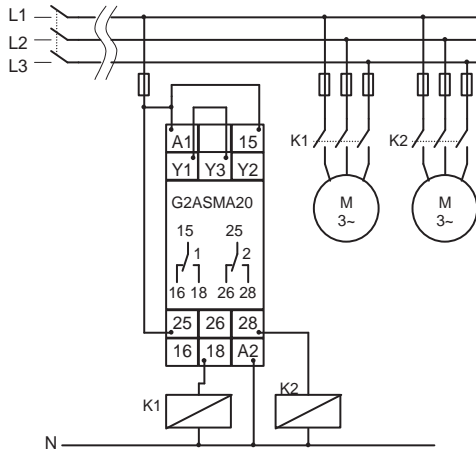 L1
L2
L3
A1 15
Y1 Y3 Y2
G2ASMA20
15 25
1 2
16 18 26 28
25 26 28
16 18 A2
K1 K2
M
3~
M
3~
K1 K2
N